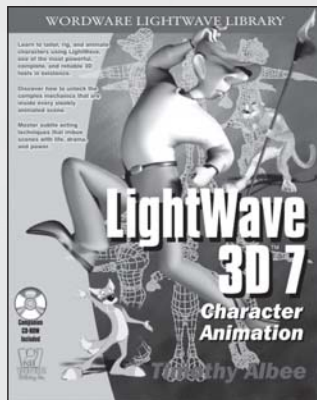 WORDWARE LIGHTWAVE LIBRARY
Learn to tailor, rig, and animate
characters using LightWave,
one of the most powerful,
complete, and reliable 3D
tools in existence.
Discover how to unlock the
complex mechanics that are
inside every sleekly
animated scene.
Master subtle acting
techniques that imbue
scenes with life, drama,
and power.
LightWave™
3D 7
Character
Animation
Companion
CD-ROM
Included
Timothy Albee